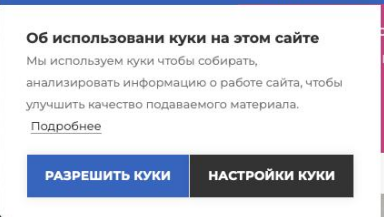 Об использовани куки на этом сайте
Мы используем куки чтобы собирать,
анализировать информацию о работе сайта, чтобы
улучшить качество подаваемого материала.
Подробнее
РАЗРЕШИТЬ КУКИ
НАСТРОЙКИ КУКИ